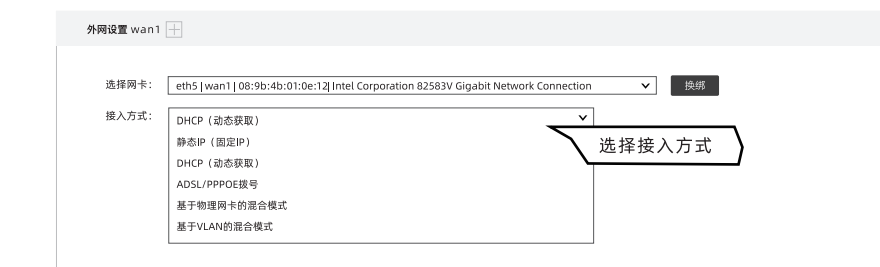 外网设置 wan1
选择网卡： eth5 | wan1 | 08:9b:4b:01:0e:12| Intel Corporation 82583V Gigabit Network Connection 换绑
接入方式： DHCP（动态获取）
静态IP（固定IP）
选择接入方式
DHCP（动态获取）
ADSL/PPPOE拨号
基于物理网卡的混合模式
基于VLAN的混合模式